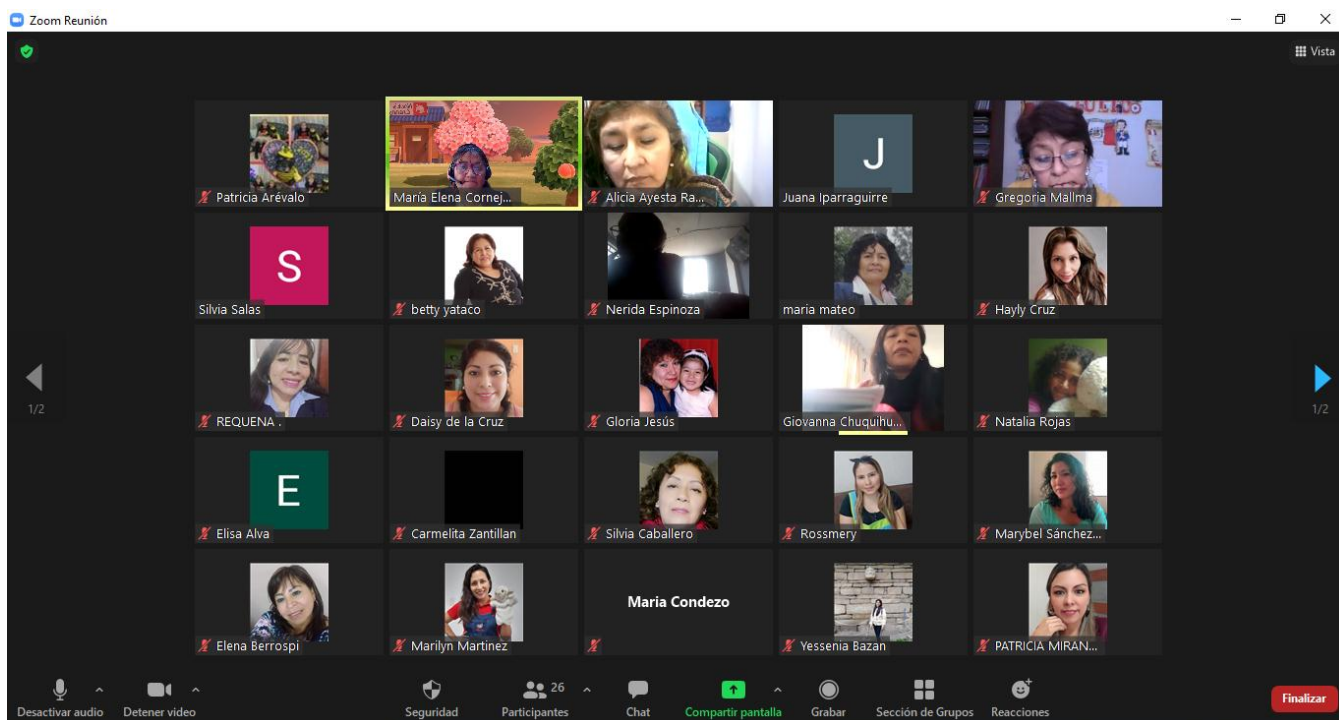 Zoom Reunión
Vista
Patricia Arévalo
María Elena Cornej...
Alicia Ayesta Ra...
J
Juana Iparraguirre
Gregoria Mallma
S
Silvia Salas
betty yataco
Nerida Espinoza
maria mateo
Hayly Cruz
REQUENA .
Daisy de la Cruz
Gloria Jesús
Giovanna Chuquihu...
Natalia Rojas
1/2
1/2
E
Elisa Alva
Carmelita Zantillan
Silvia Caballero
Rossmery
Marybel Sánchez...
Elena Berrospi
Marilyn Martinez
Maria Condezo
Yessenia Bazan
PATRICIA MIRAN...
Desactivar audio
Detener video
Seguridad
Participantes
26
Chat
Compartir pantalla
Grabar
Sección de Grupos
Reacciones
Finalizar